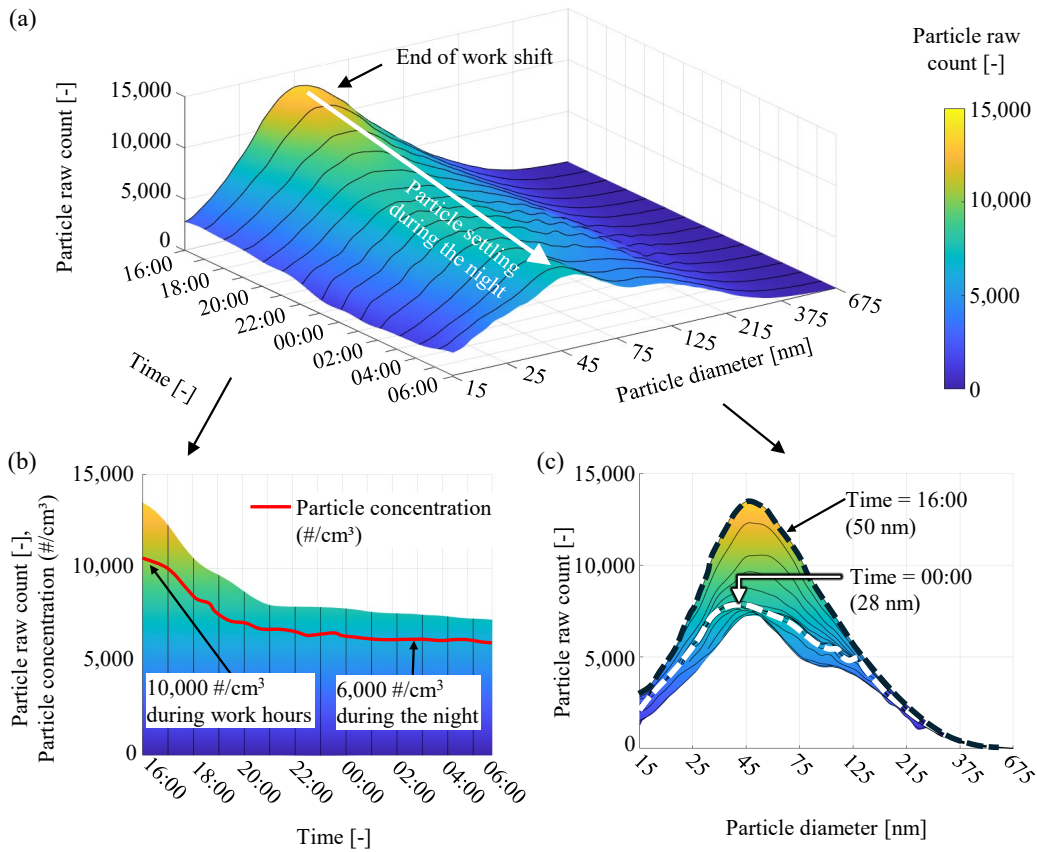 (a)
Particle raw count [-]
15,000
10,000
5,000
0
End of work shift
Particle settling
during the night
16:00
18:00
20:00
22:00
00:00
02:00
04:00
06:00
Time [-]
15
25
45
75
125
215
375
675
Particle diameter [nm]
Particle raw
count [-]
15,000
10,000
5,000
0
(b)
Particle raw count [-],
Particle concentration (#/cm³)
15,000
10,000
5,000
0
Particle concentration
(#/cm³)
10,000 #/cm³
during work hours
6,000 #/cm³
during the night
16:00
18:00
20:00
22:00
00:00
02:00
04:00
06:00
Time [-]
(c)
Particle raw count [-]
15,000
10,000
5,000
0
Time = 16:00
(50 nm)
Time = 00:00
(28 nm)
15
25
45
75
125
215
375
675
Particle diameter [nm]